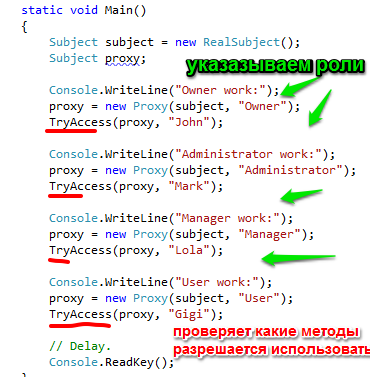 static void Main()
{
Subject subject = new RealSubject();
Subject proxy;
указазываем роли
Console.WriteLine("Owner work:");
proxy = new Proxy(subject, "Owner");
TryAccess(proxy, "John");
Console.WriteLine("Administrator work:");
proxy = new Proxy(subject, "Administrator");
TryAccess(proxy, "Mark");
Console.WriteLine("Manager work:");
proxy = new Proxy(subject, "Manager");
TryAccess(proxy, "Lola");
Console.WriteLine("User work:");
proxy = new Proxy(subject, "User");
TryAccess(proxy, "Gigi");
проверяет какие методы
разрешается использовать
// Delay.
Console.ReadKey();
}